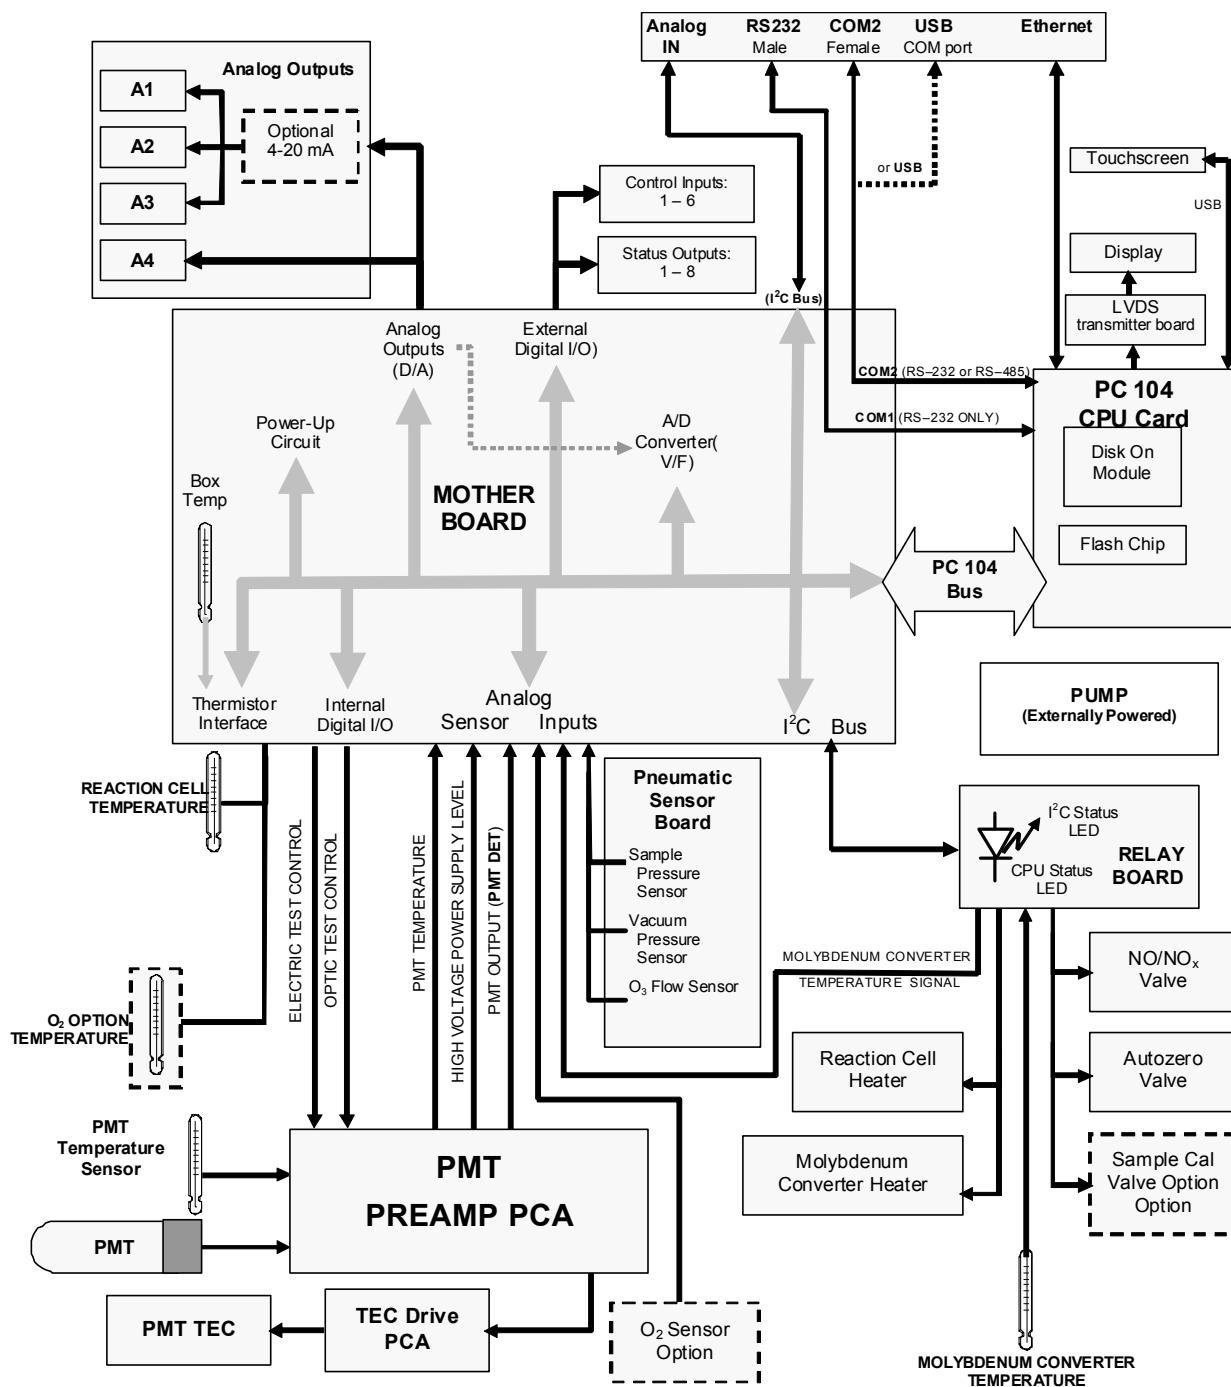 Analog RS232 COM2 USB Ethernet
IN Male Female COM port
Analog Outputs
A1
A2
A3
A4
Optional
4-20 mA
or USB
Touchscreen
USB
Control Inputs:
1 – 6
Status Outputs:
1 – 8
Display
LVDS
transmitter board
(I²C Bus)
Analog
Outputs
(D/A)
External
Digital I/O)
COM2 (RS–232 or RS–485)
COM1 (RS–232 ONLY)
PC 104
CPU Card
Disk On
Module
Flash Chip
Power-Up
Circuit
A/D
Converter(
V/F)
Box
Temp
MOTHER
BOARD
PC 104
Bus
Thermistor
Interface
Internal
Digital I/O
Analog
Sensor Inputs
I²C Bus
PUMP
(Externally Powered)
REACTION CELL
TEMPERATURE
ELECTRIC TEST CONTROL
OPTIC TEST CONTROL
PMT TEMPERATURE
HIGH VOLTAGE POWER SUPPLY LEVEL
PMT OUTPUT (PMT DET)
Pneumatic
Sensor
Board
Sample
Pressure
Sensor
Vacuum
Pressure
Sensor
O₃ Flow Sensor
I²C Status
LED
RELAY
BOARD
CPU Status
LED
MOLYBDENUM CONVERTER
TEMPERATURE SIGNAL
NO/NOₓ
Valve
O₂ OPTION
TEMPERATURE
Reaction Cell
Heater
Autozero
Valve
PMT
Temperature
Sensor
PMT
PREAMP PCA
Molybdenum
Converter Heater
Sample Cal
Valve Option
Option
PMT
PMT TEC
TEC Drive
PCA
O₂ Sensor
Option
MOLYBDENUM CONVERTER
TEMPERATURE